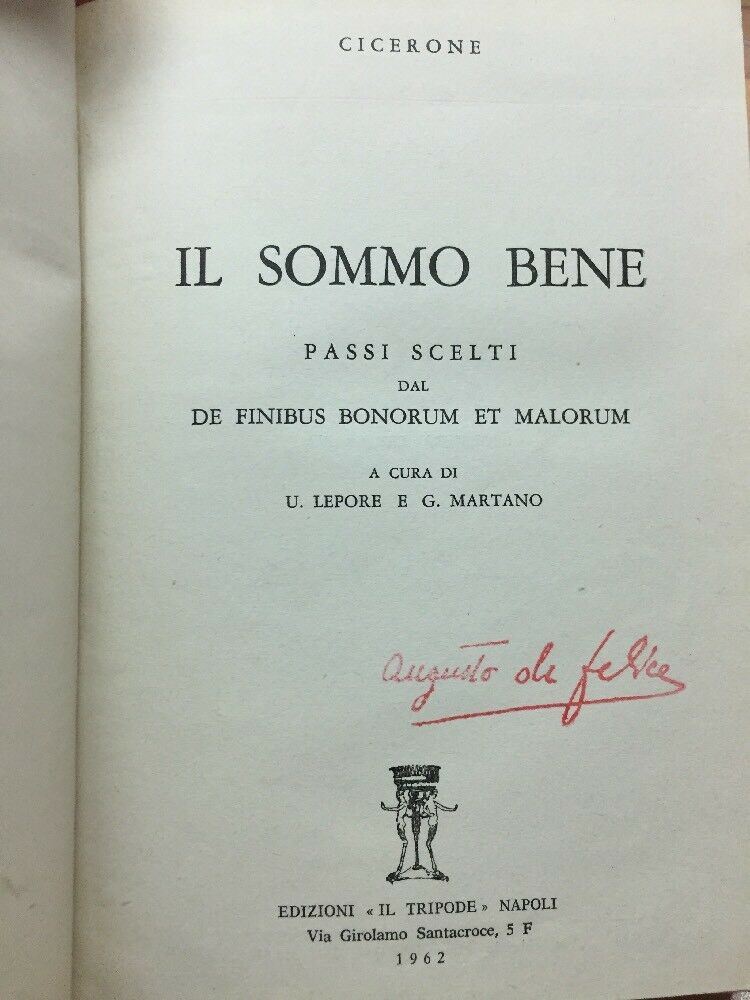 CICERONE
IL SOMMO BENE
PASSI SCELTI
DAL
DE FINIBUS BONORUM ET MALORUM
A CURA DI
U. LEPORE E G. MARTANO
Augusto de felice
EDIZIONI « IL TRIPODE » NAPOLI
Via Girolamo Santacroce, 5 F
1962